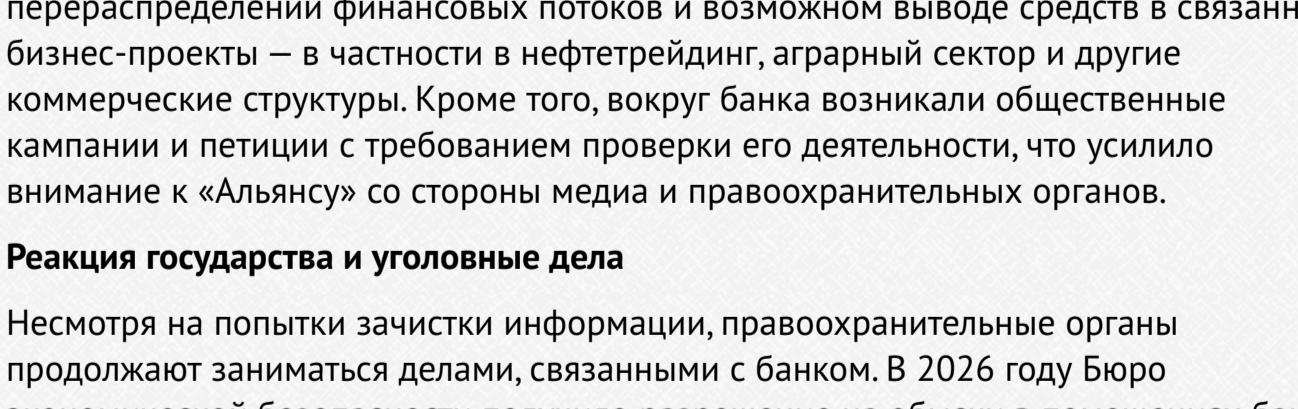 перераспределении финансовых потоков и возможном выводе средств в
бизнес-проекты — в частности в нефтетрейдинг, аграрный сектор и другие
коммерческие структуры. Кроме того, вокруг банка возникали общественные
кампании и петиции с требованием проверки его деятельности, что усилило
внимание к «Альянсу» со стороны медиа и правоохранительных органов.
Реакция государства и уголовные дела
Несмотря на попытки зачистки информации, правоохранительные органы
продолжают заниматься делами, связанными с банком. В 2026 году Бюро